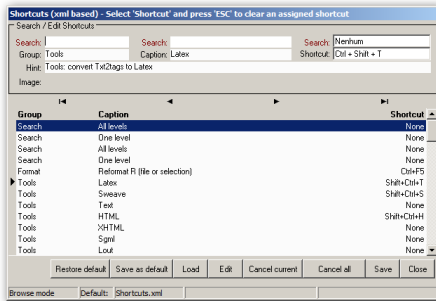 Shortcuts (xml based) - Select 'Shortcut' and press 'ESC' to clear an assigned shortcut
Search / Edit Shortcuts
Search: Search: Search: Nenhum
Group: Tools Caption: Latex Shortcut: Ctrl + Shift + T
Hint: Tools: convert Txt2tags to Latex
Image:
Group Caption Shortcut
Search All levels None
Search One level None
Search All levels None
Search One level None
Format Reformat R (file or selection) Ctrl+F5
Tools Latex Shift+Ctrl+T
Tools Sweave Shift+Ctrl+S
Tools Text None
Tools HTML Shift+Ctrl+H
Tools XHTML None
Tools Sgml None
Tools Lout None
Restore default Save as default Load Edit Cancel current Cancel all Save Close
Browse mode Default: Shortcuts.xml